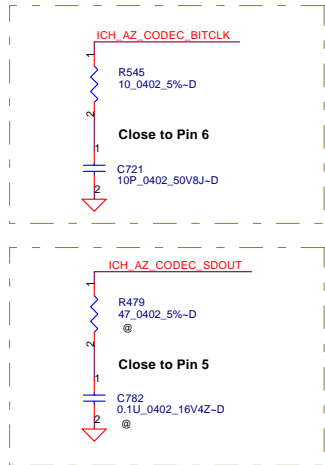 ICH_AZ_CODEC_BITCLK
1
R545
10_0402_5%~D
2
Close to Pin 6
1
C721
10P_0402_50V8J~D
2
ICH_AZ_CODEC_SDOUT
1
R479
47_0402_5%~D
@
2
Close to Pin 5
1
C782
0.1U_0402_16V4Z~D
2
@